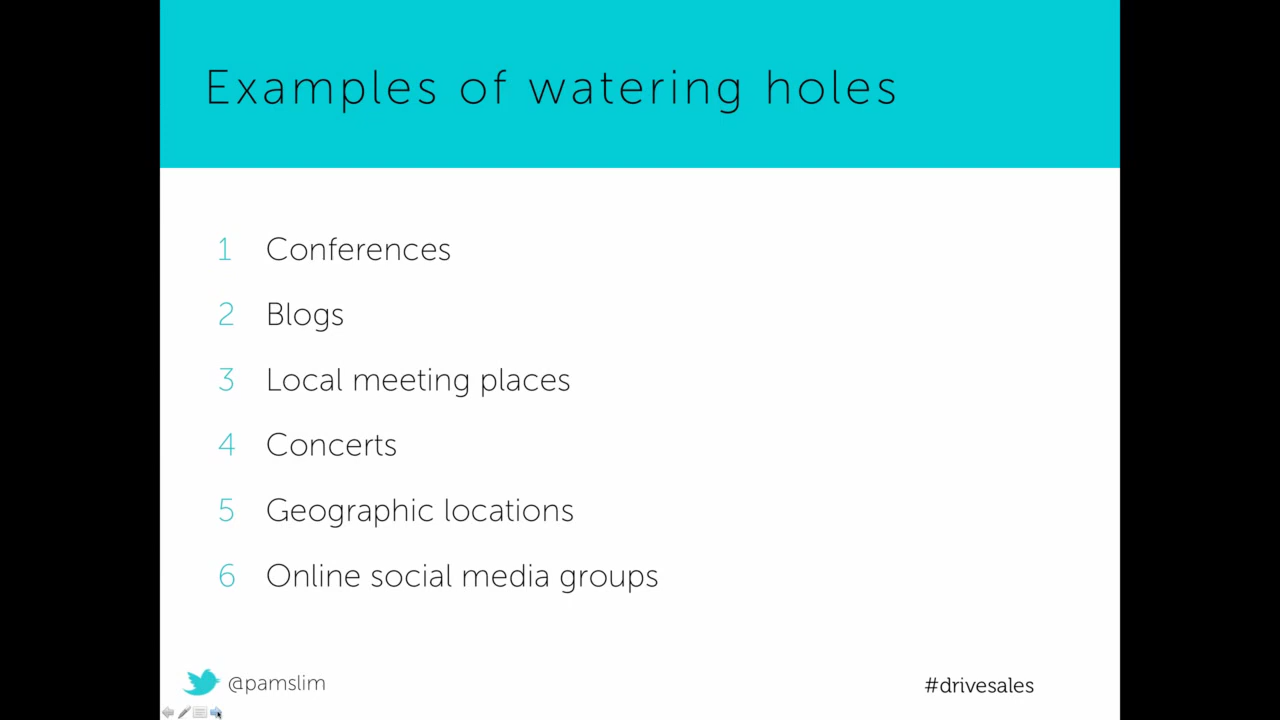 Examples of watering holes
1 Conferences
2 Blogs
3 Local meeting places
4 Concerts
5 Geographic locations
6 Online social media groups
@pamslim
#drivesales